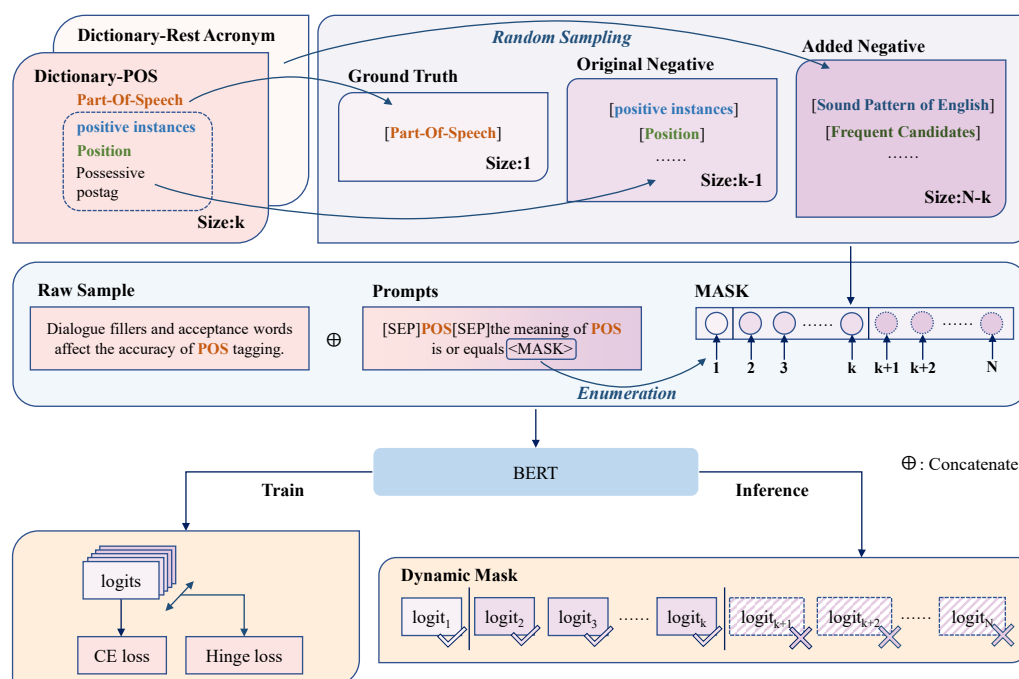 Dictionary-Rest Acronym
Dictionary-POS
Part-Of-Speech
positive instances
Position
Possessive
postag
Size:k
Random Sampling
Ground Truth
[Part-Of-Speech]
Size:1
Original Negative
[positive instances]
[Position]
......
Size:k-1
Added Negative
[Sound Pattern of English]
[Frequent Candidates]
......
Size:N-k
Raw Sample
Dialogue fillers and acceptance words
affect the accuracy of POS tagging.
⊕
Prompts
[SEP]POS[SEP]the meaning of POS
is or equals <MASK>
Enumeration
MASK
...... ......
1 2 3 k k+1 k+2 N
BERT
⊕: Concatenate
Train
Inference
logits
CE loss
Hinge loss
Dynamic Mask
logit1 logit2 logit3 ...... logitk logitk+1 logitk+2 ...... logitN